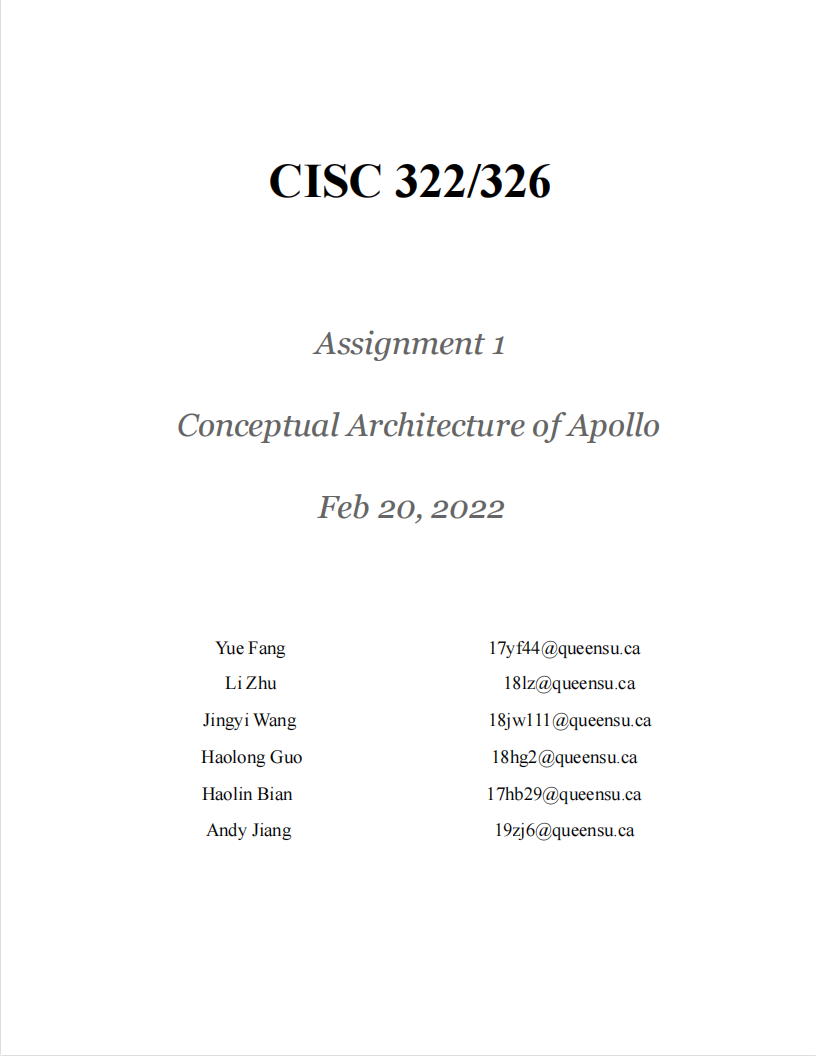 CISC 322/326
Assignment 1
Conceptual Architecture of Apollo
Feb 20, 2022
Yue Fang 17yf44@queensu.ca
Li Zhu 18lz@queensu.ca
Jingyi Wang 18jw111@queensu.ca
Haolong Guo 18hg2@queensu.ca
Haolin Bian 17hb29@queensu.ca
Andy Jiang 19zj6@queensu.ca